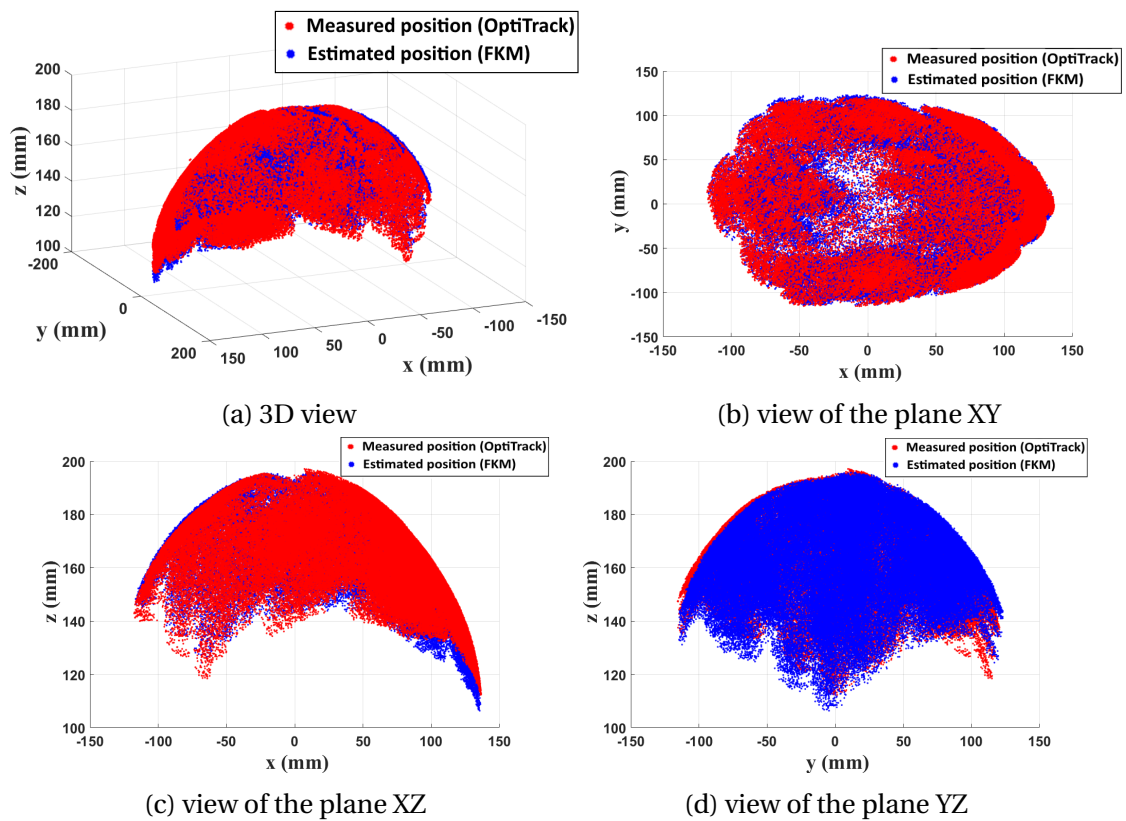 Measured position (OptiTrack)
Estimated position (FKM)
200
180
160
140
120
100
-200
0
200
z (mm)
y (mm)
150
100
50
0
-50
-100
-150
x (mm)
(a) 3D view
Measured position (OptiTrack)
Estimated position (FKM)
150
100
50
0
-50
-100
-150
y (mm)
-150
-100
-50
0
50
100
150
x (mm)
(b) view of the plane XY
Measured position (OptiTrack)
Estimated position (FKM)
200
180
160
140
120
100
z (mm)
-150
-100
-50
0
50
100
150
x (mm)
(c) view of the plane XZ
Measured position (OptiTrack)
Estimated position (FKM)
200
180
160
140
120
100
z (mm)
-150
-100
-50
0
50
100
150
y (mm)
(d) view of the plane YZ